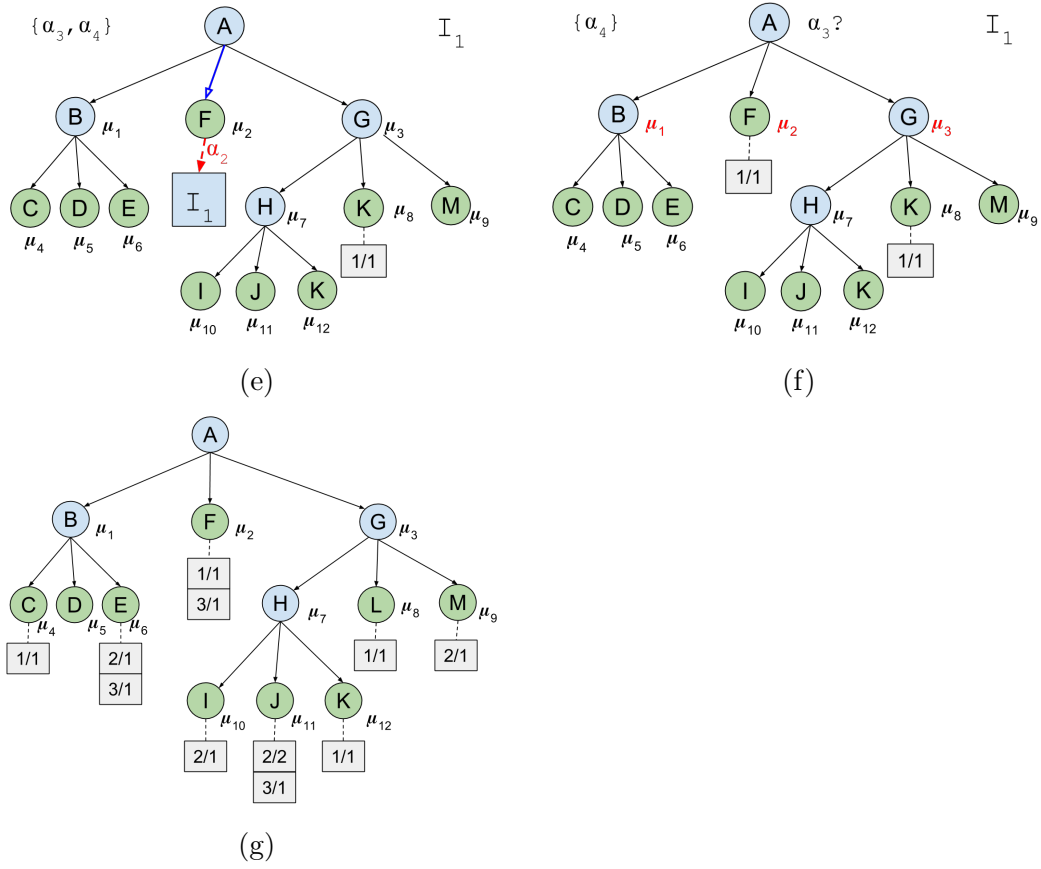 {α₃, α₄} A I₁
B μ₁ F μ₂ G μ₃
α₂
C D E I₁ H μ₇ K μ₈ M μ₉
μ₄ μ₅ μ₆
1/1
I J K
μ₁₀ μ₁₁ μ₁₂
(e)
{α₄} A α₃? I₁
B μ₁ F μ₂ G μ₃
1/1
C D E H μ₇ K μ₈ M μ₉
μ₄ μ₅ μ₆
1/1
I J K
μ₁₀ μ₁₁ μ₁₂
(f)
A
B μ₁ F μ₂ G μ₃
1/1
3/1
C μ₄ D μ₅ E μ₆ H μ₇ L μ₈ M μ₉
1/1 2/1 1/1 2/1
3/1
I μ₁₀ J μ₁₁ K μ₁₂
2/1 2/2 1/1
3/1
(g)